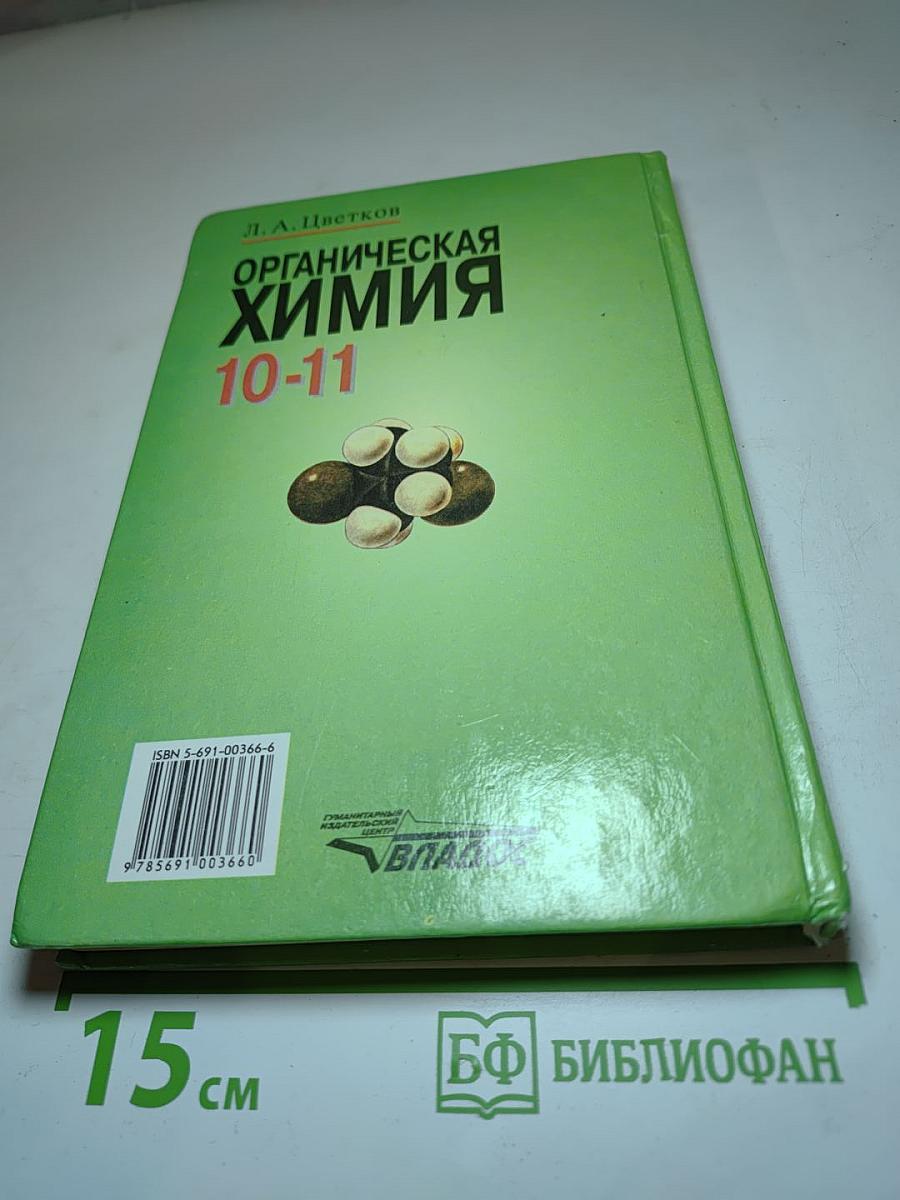 Л. А. Цветков
ОРГАНИЧЕСКАЯ
ХИМИЯ
10-11
ISBN 5-691-00366-6
9 785691 003660
ГУМАНИТАРНЫЙ
ИЗДАТЕЛЬСКИЙ
ЦЕНТР
ВЛАДОС
15 см
БФ БИБЛИОФАН